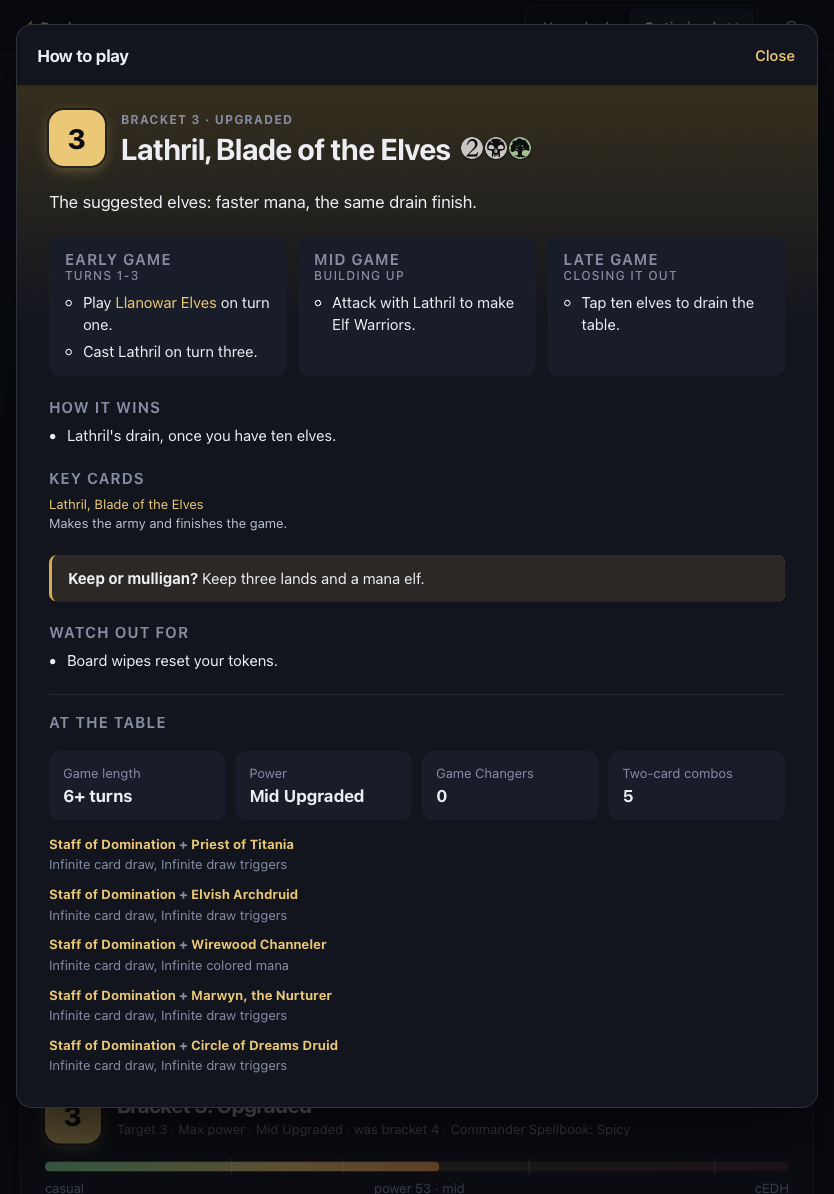 How to play
Close
3
BRACKET 3 · UPGRADED
Lathril, Blade of the Elves 2
The suggested elves: faster mana, the same drain finish.
EARLY GAME
TURNS 1-3
Play Llanowar Elves on turn
one.
Cast Lathril on turn three.
MID GAME
BUILDING UP
Attack with Lathril to make
Elf Warriors.
LATE GAME
CLOSING IT OUT
Tap ten elves to drain the
table.
HOW IT WINS
• Lathril's drain, once you have ten elves.
KEY CARDS
Lathril, Blade of the Elves
Makes the army and finishes the game.
Keep or mulligan? Keep three lands and a mana elf.
WATCH OUT FOR
• Board wipes reset your tokens.
AT THE TABLE
Game length
6+ turns
Power
Mid Upgraded
Game Changers
0
Two-card combos
5
Staff of Domination + Priest of Titania
Infinite card draw, Infinite draw triggers
Staff of Domination + Elvish Archdruid
Infinite card draw, Infinite draw triggers
Staff of Domination + Wirewood Channeler
Infinite card draw, Infinite colored mana
Staff of Domination + Marwyn, the Nurturer
Infinite card draw, Infinite draw triggers
Staff of Domination + Circle of Dreams Druid
Infinite card draw, Infinite draw triggers
3
Bracket 3: Upgraded
Target 3 · Max power · Mid Upgraded · was bracket 4 · Commander Spellbook: Spicy
casual
power 53 · mid
cEDH